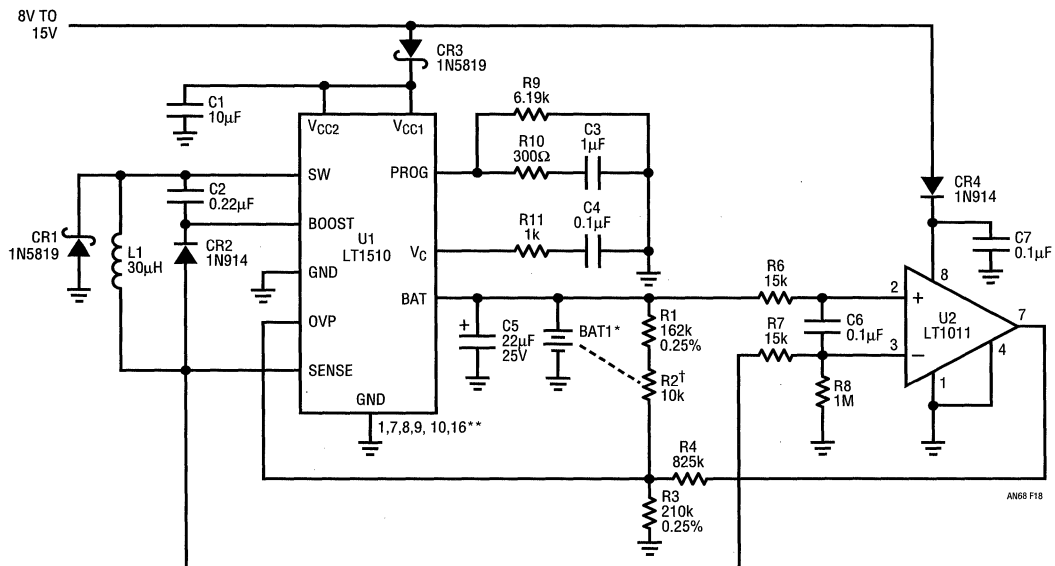 8V TO
15V
CR3
1N5819
C1
10µF
VCC2
VCC1
R9
6.19k
R10
300Ω
C3
1µF
SW
PROG
C2
0.22µF
CR4
1N914
BOOST
R11
1k
C4
0.1µF
CR1
1N5819
L1
30µH
CR2
1N914
U1
LT1510
VC
C7
0.1µF
GND
R6
15k
8
BAT
2
+
U2
LT1011
7
OVP
+
C5
22µF
25V
BAT1*
R1
162k
0.25%
R7
15k
C6
0.1µF
3
–
4
SENSE
R2†
10k
R8
1M
1
GND
1,7,8,9, 10,16**
R4
825k
R3
210k
0.25%
AN68 F18